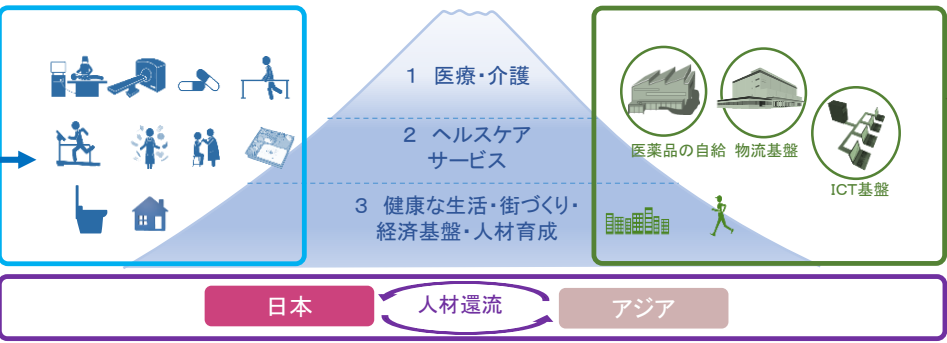 1 医療・介護
2 ヘルスケア
サービス
3 健康な生活・街づくり・
経済基盤・人材育成
医薬品の自給
物流基盤
ICT基盤
日本
人材還流
アジア